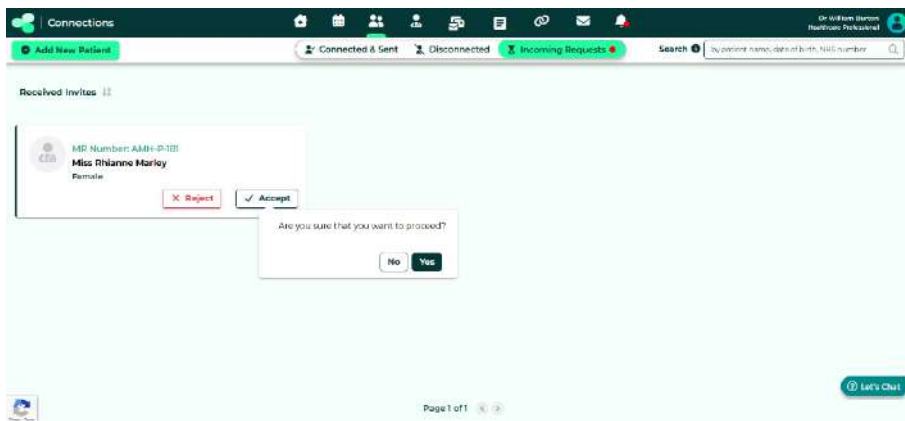 Connections
Dr William Burton
Healthcare Professional
Add New Patient
Connected & Sent
Disconnected
Incoming Requests
Search
by patient name, date of birth, NHS number
Received Invites
MR Number: AMH-P-181
Miss Rhianne Marley
Female
Reject
Accept
Are you sure that you want to proceed?
No
Yes
Let's Chat
Page 1 of 1